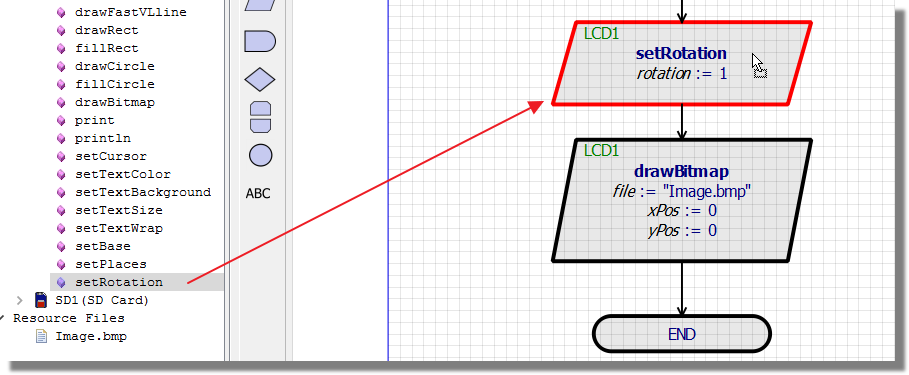 drawFastVLline
drawRect
fillRect
drawCircle
fillCircle
drawBitmap
print
println
setCursor
setTextColor
setTextBackground
setTextSize
setTextWrap
setBase
setPlaces
setRotation
SD1(SD Card)
Resource Files
Image.bmp
ABC
LCD1
setRotation
rotation := 1
LCD1
drawBitmap
file := "Image.bmp"
xPos := 0
yPos := 0
END